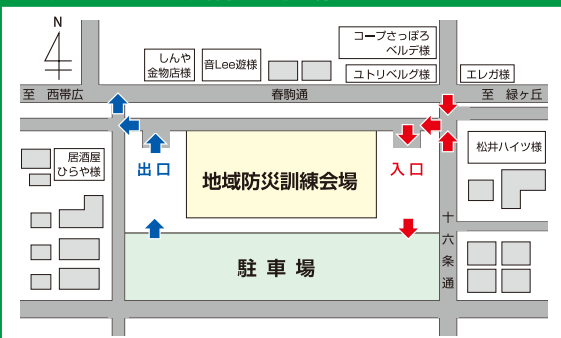 N
しんや
金物店様
音Lee遊様
コープさっぽろ
ベルデ様
ユトリベルグ様
エレガ様
至 西帯広
春駒通
至 緑ヶ丘
居酒屋
ひらや様
出口
地域防災訓練会場
入口
松井ハイツ様
十六条通
駐車場